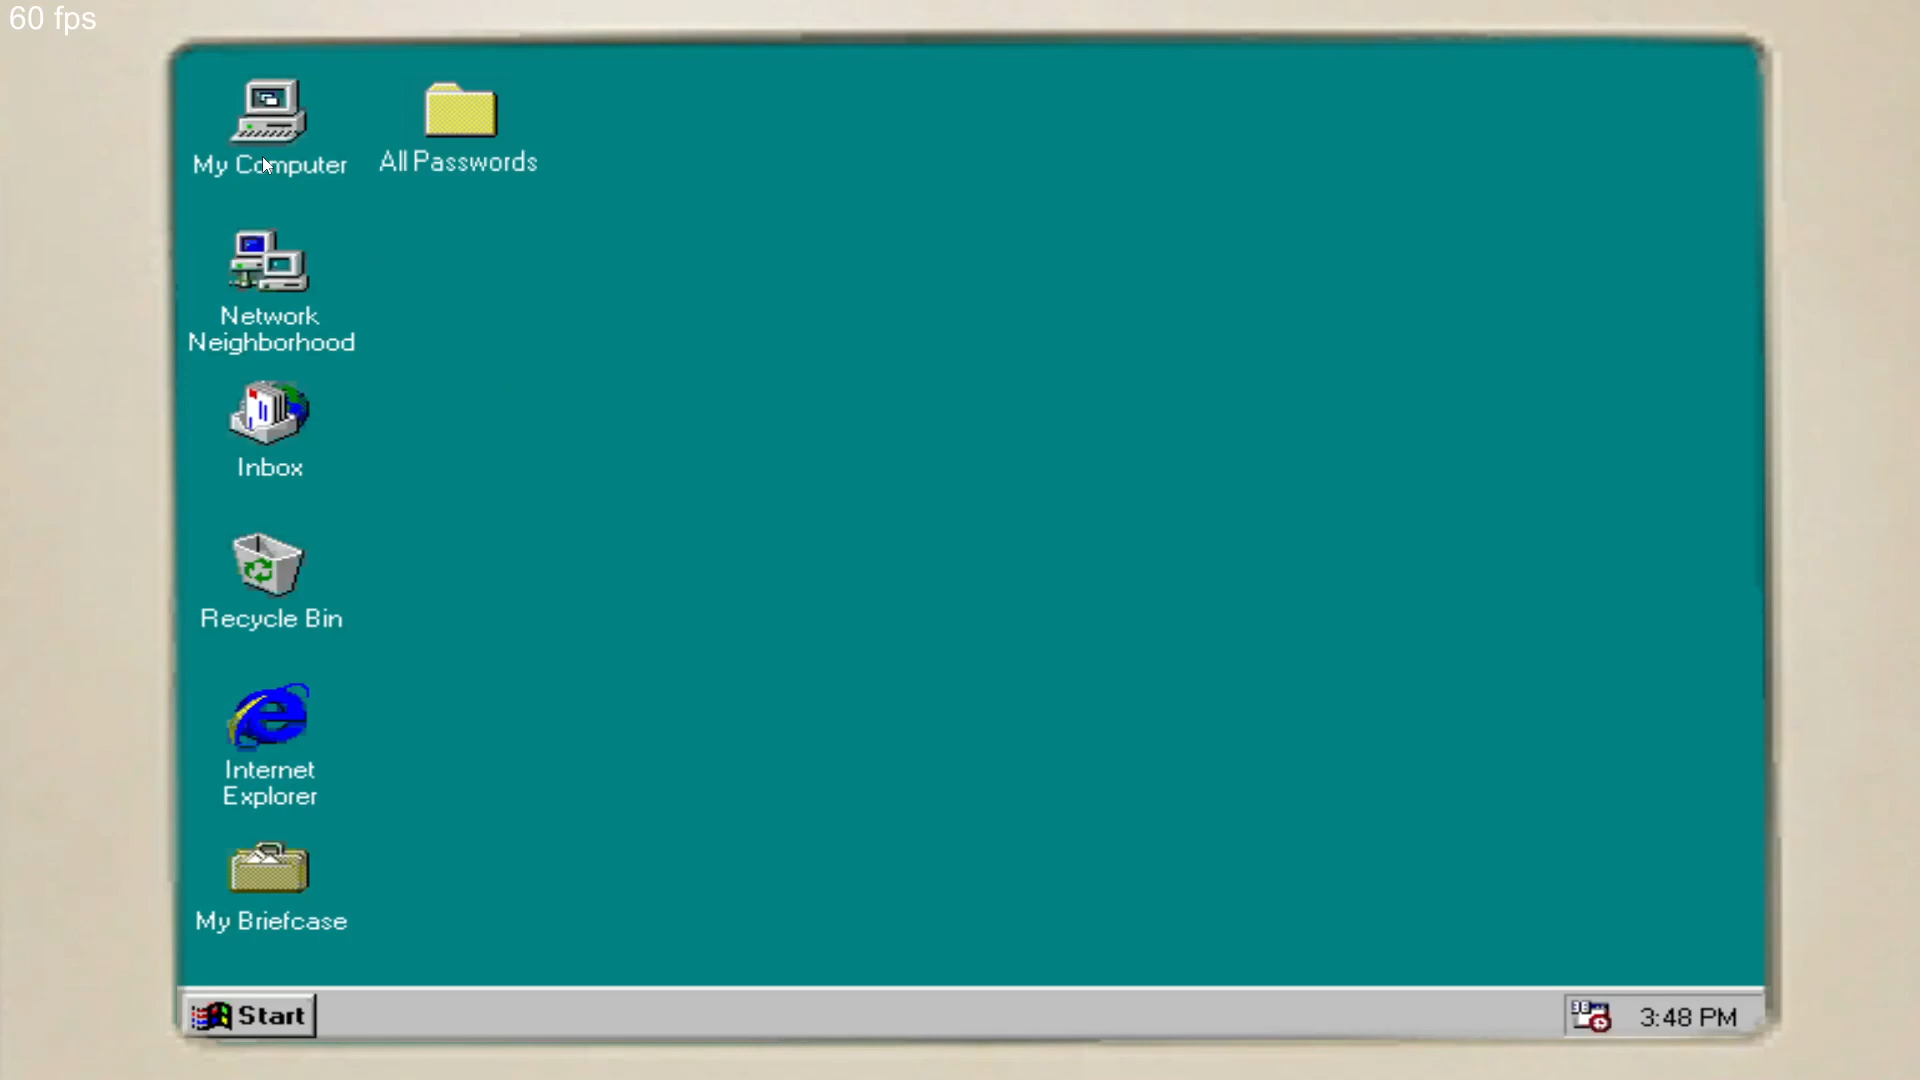 60 fps
My Computer
All Passwords
Network
Neighborhood
Inbox
Recycle Bin
Internet
Explorer
My Briefcase
Start
3:48 PM